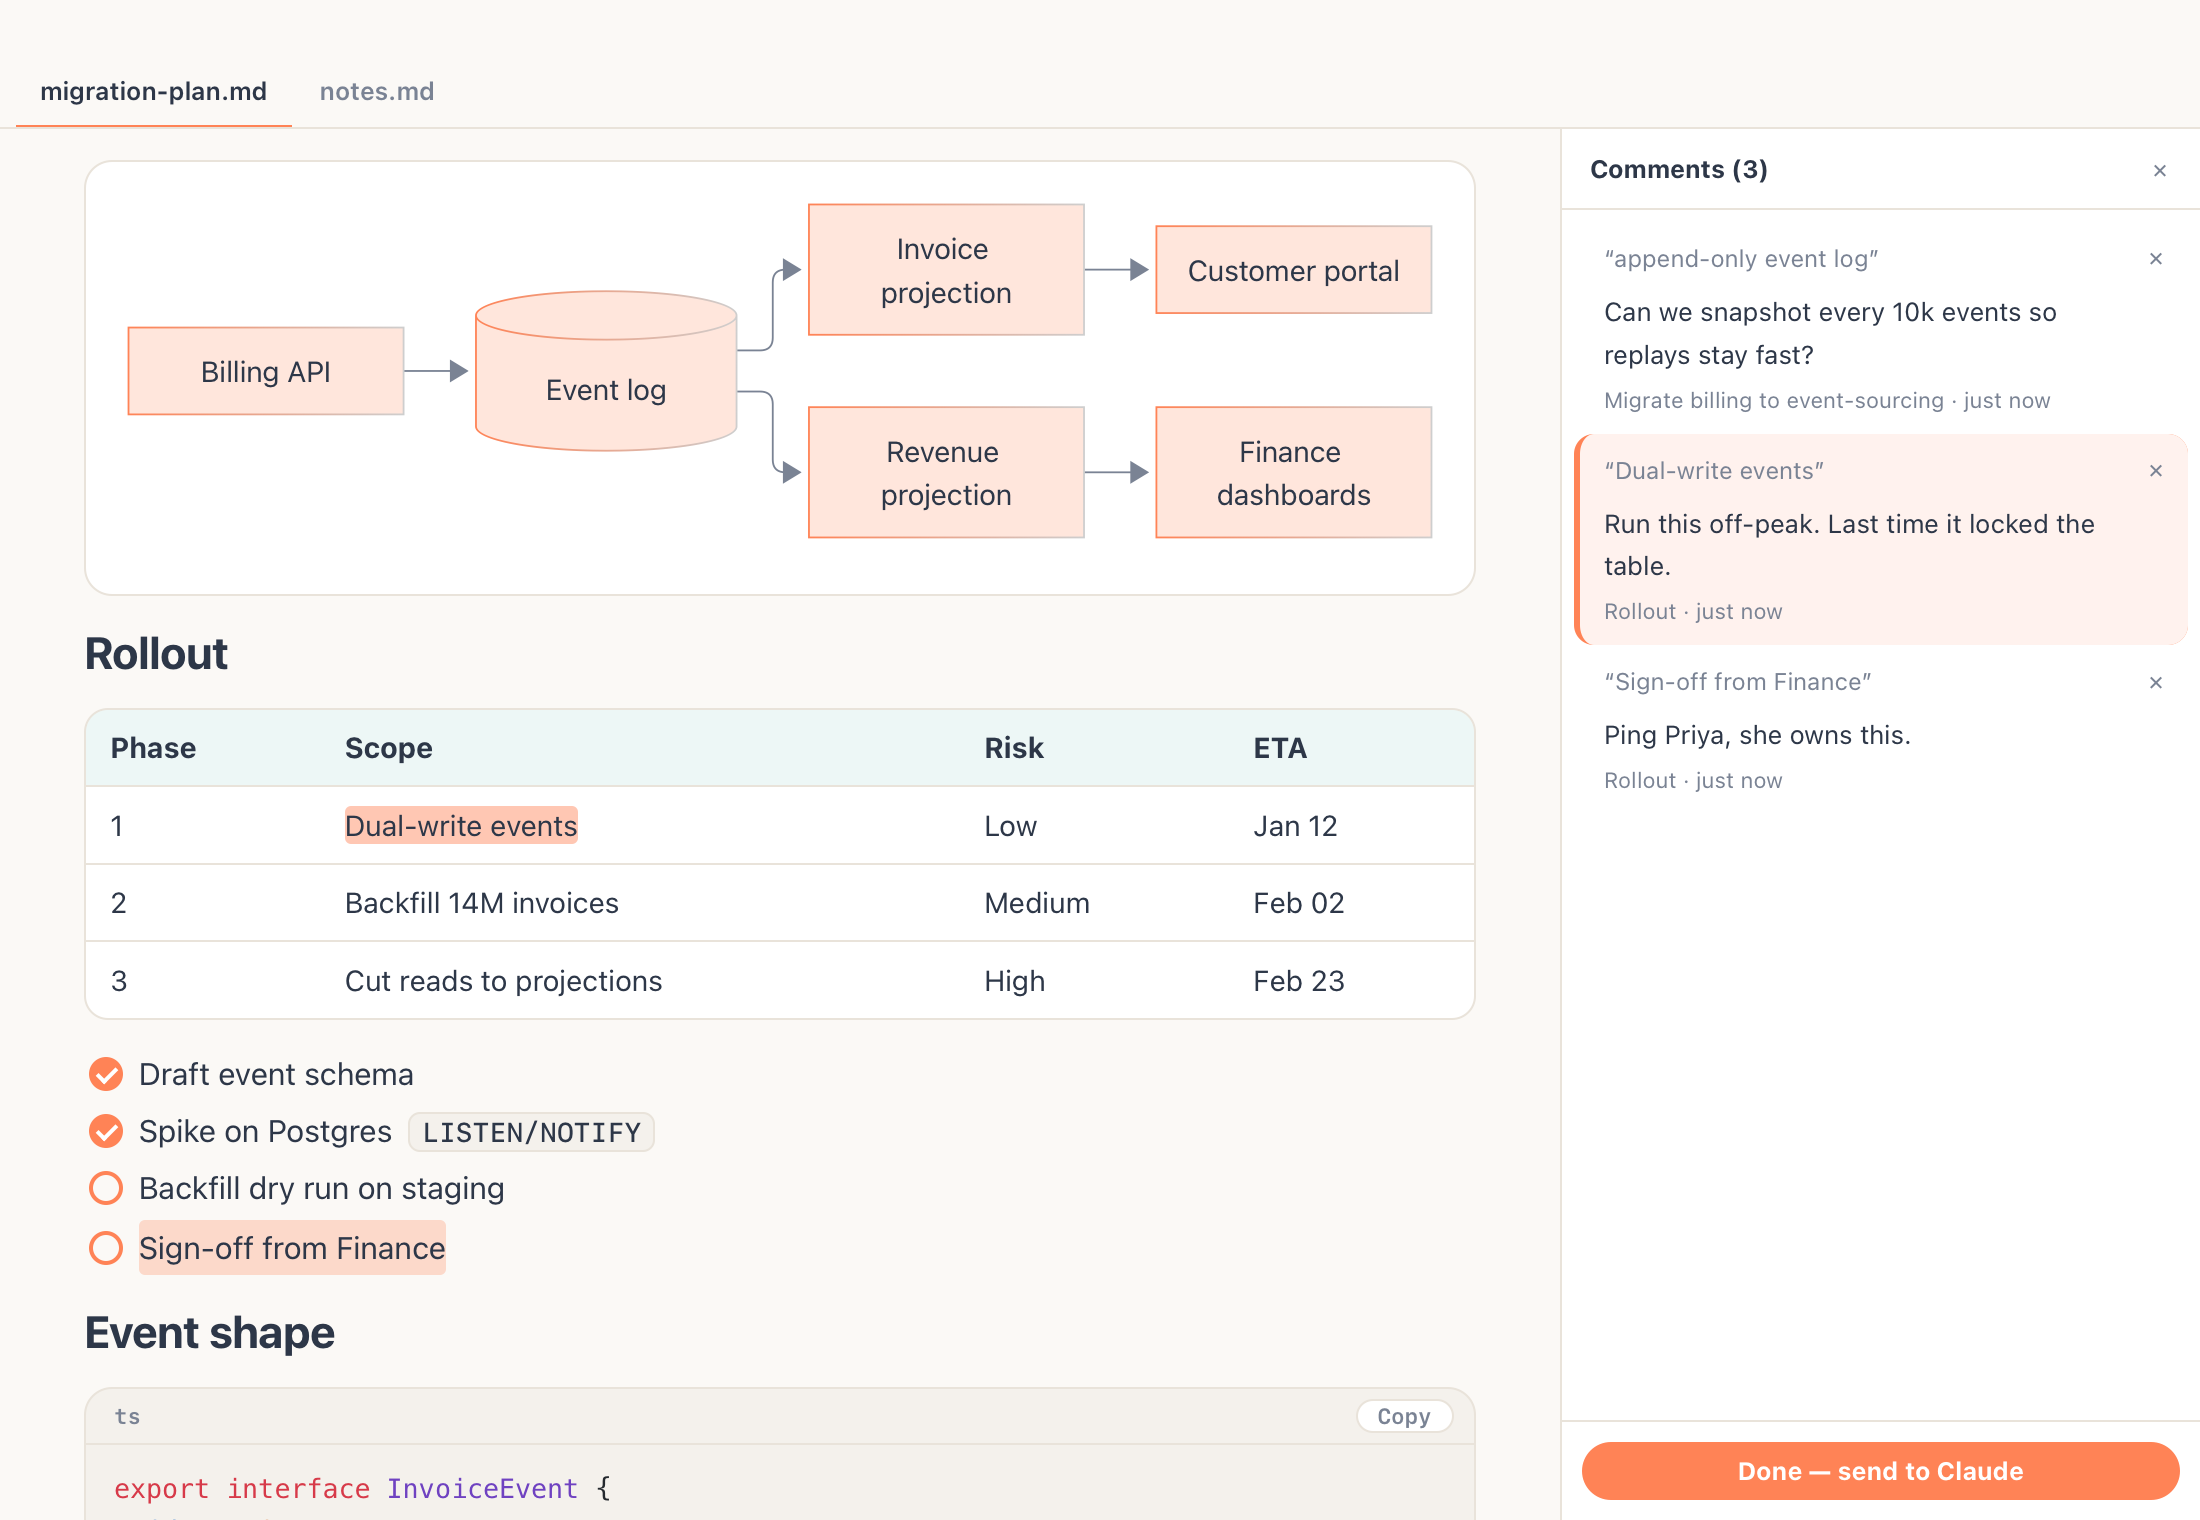 migration-plan.md
notes.md
Billing API
Event log
Invoice
projection
Customer portal
Revenue
projection
Finance
dashboards
Rollout
Phase Scope Risk ETA
1 Dual-write events Low Jan 12
2 Backfill 14M invoices Medium Feb 02
3 Cut reads to projections High Feb 23
Draft event schema
Spike on Postgres LISTEN/NOTIFY
Backfill dry run on staging
Sign-off from Finance
Event shape
ts
Copy
export interface InvoiceEvent {
Comments (3)
×
“append-only event log” ×
Can we snapshot every 10k events so
replays stay fast?
Migrate billing to event-sourcing · just now
“Dual-write events” ×
Run this off-peak. Last time it locked the
table.
Rollout · just now
“Sign-off from Finance” ×
Ping Priya, she owns this.
Rollout · just now
Done — send to Claude